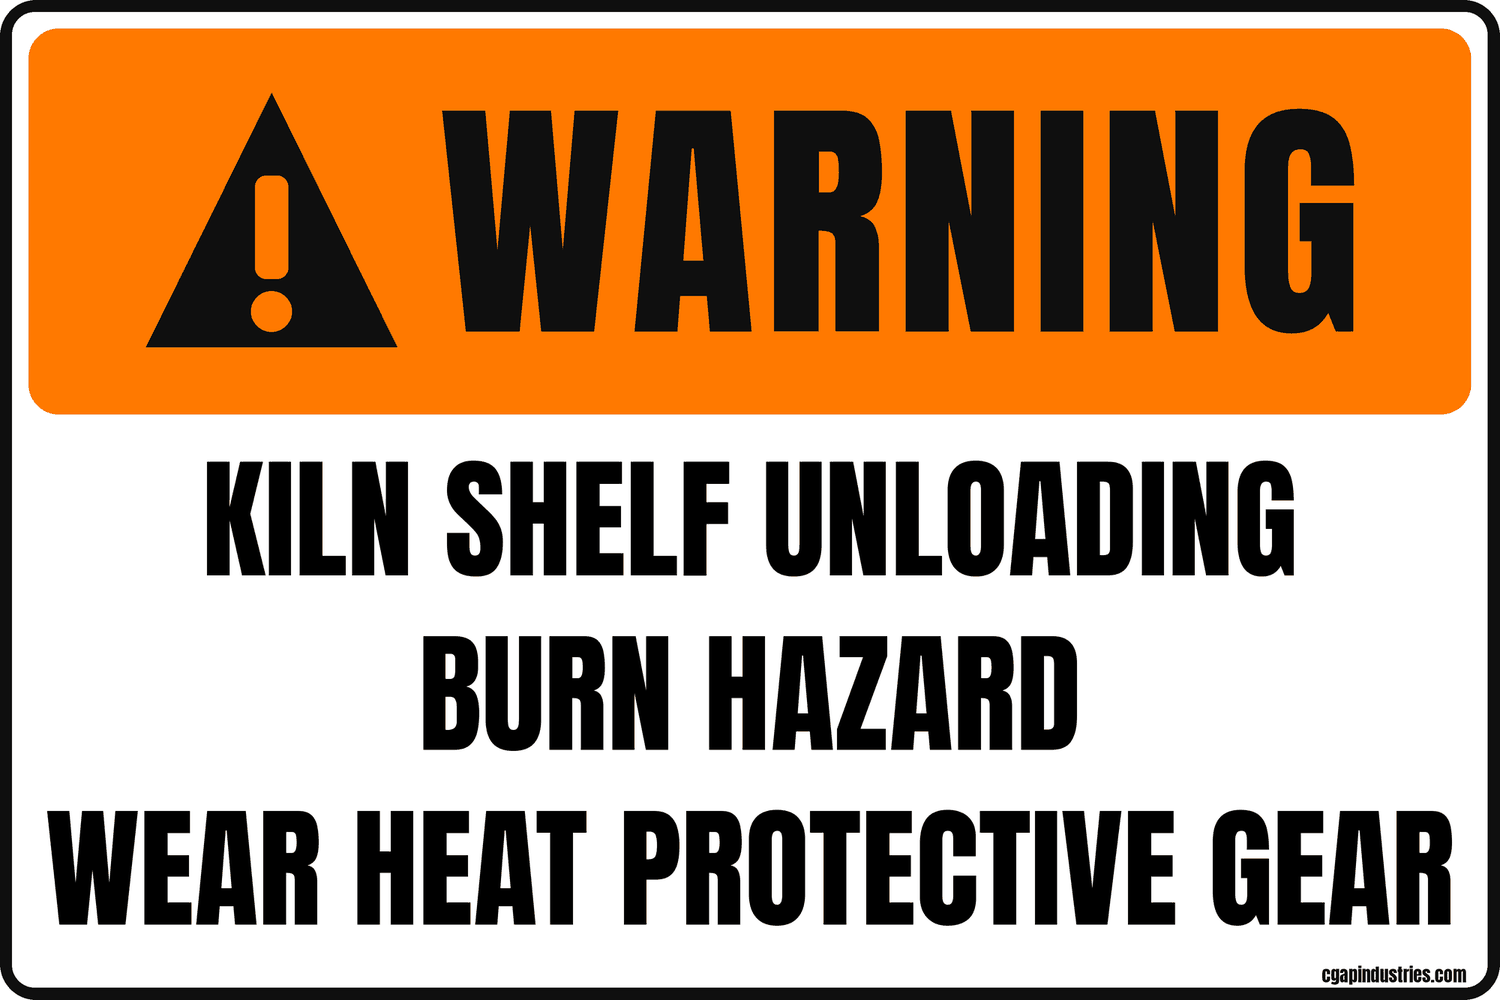 WARNING
KILN SHELF UNLOADING
BURN HAZARD
WEAR HEAT PROTECTIVE GEAR
cgapindustries.com